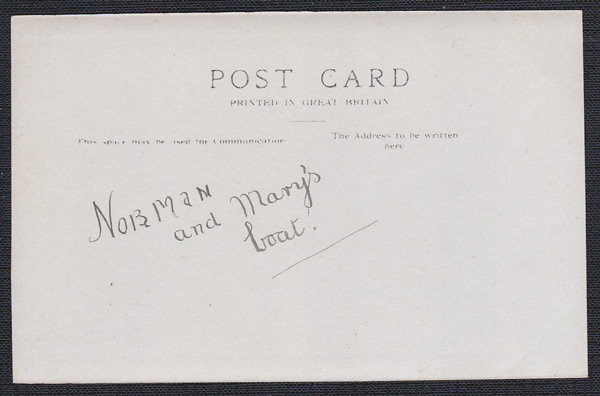 POST CARD
PRINTED IN GREAT BRITAIN
This space may be used for Communication
The Address to be written
here
NORMAN
and Mary's
boat!